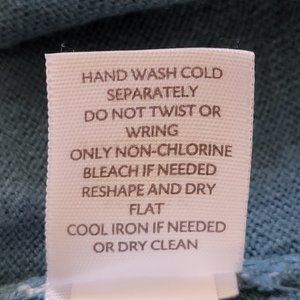 HAND WASH COLD
SEPARATELY
DO NOT TWIST OR
WRING
ONLY NON-CHLORINE
BLEACH IF NEEDED
RESHAPE AND DRY
FLAT
COOL IRON IF NEEDED
OR DRY CLEAN